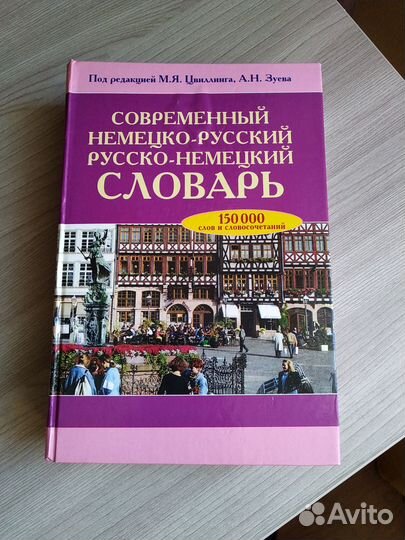 Под редакцией М.Я. Цвиллинга, А.Н. Зуева
СОВРЕМЕННЫЙ
НЕМЕЦКО-РУССКИЙ
РУССКО-НЕМЕЦКИЙ
СЛОВАРЬ
150 000
слов и словосочетаний
Avito